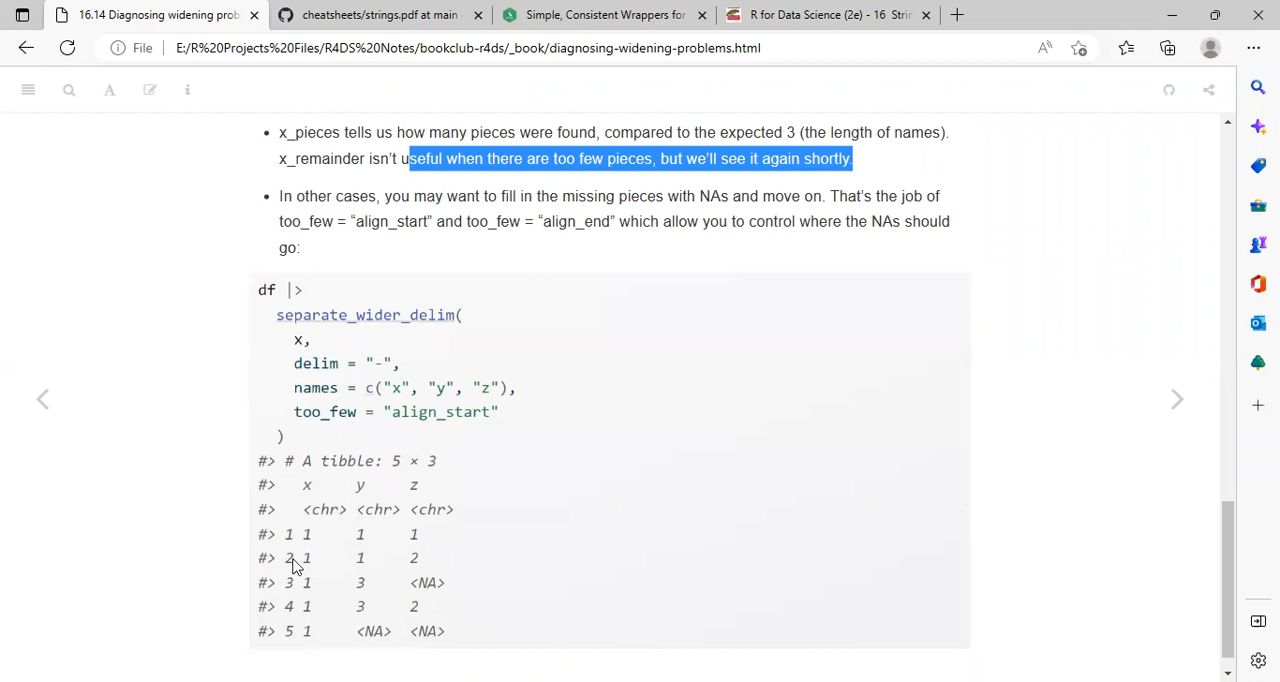 16.14 Diagnosing widening prob
cheatsheets/strings.pdf at main ·
Simple, Consistent Wrappers for
R for Data Science (2e) - 16 Strin
File
E:/R%20Projects%20Files/R4DS%20Notes/bookclub-r4ds/_book/diagnosing-widening-problems.html
• x_pieces tells us how many pieces were found, compared to the expected 3 (the length of names).
x_remainder isn’t useful when there are too few pieces, but we’ll see it again shortly.
• In other cases, you may want to fill in the missing pieces with NAs and move on. That’s the job of
too_few = “align_start” and too_few = “align_end” which allow you to control where the NAs should
go:
df |>
separate_wider_delim(
x,
delim = "-",
names = c("x", "y", "z"),
too_few = "align_start"
)
#> # A tibble: 5 × 3
#> x y z
#> <chr> <chr> <chr>
#> 1 1 1 1
#> 2 1 1 2
#> 3 1 3 <NA>
#> 4 1 3 2
#> 5 1 <NA> <NA>